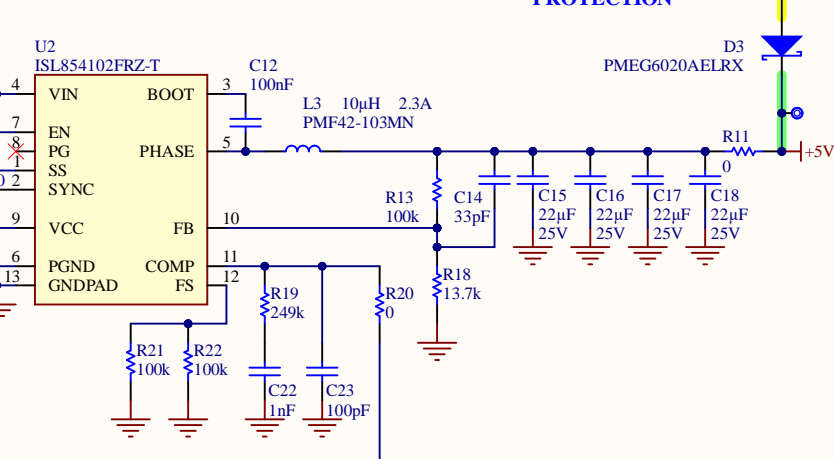 PROTECTION
D3
PMEG6020AELRX
U2
ISL854102FRZ-T
C12
100nF
L3 10µH 2.3A
PMF42-103MN
4 VIN
BOOT 3
7 EN
8 PG
PHASE 5
1 SS
0 2 SYNC
9 VCC
FB 10
6 PGND
COMP 11
13 GNDPAD
FS 12
R11
0
+5V
R13
100k
C14
33pF
C15
22µF
25V
C16
22µF
25V
C17
22µF
25V
C18
22µF
25V
R18
13.7k
R19
249k
R20
0
R21
100k
R22
100k
C22
1nF
C23
100pF